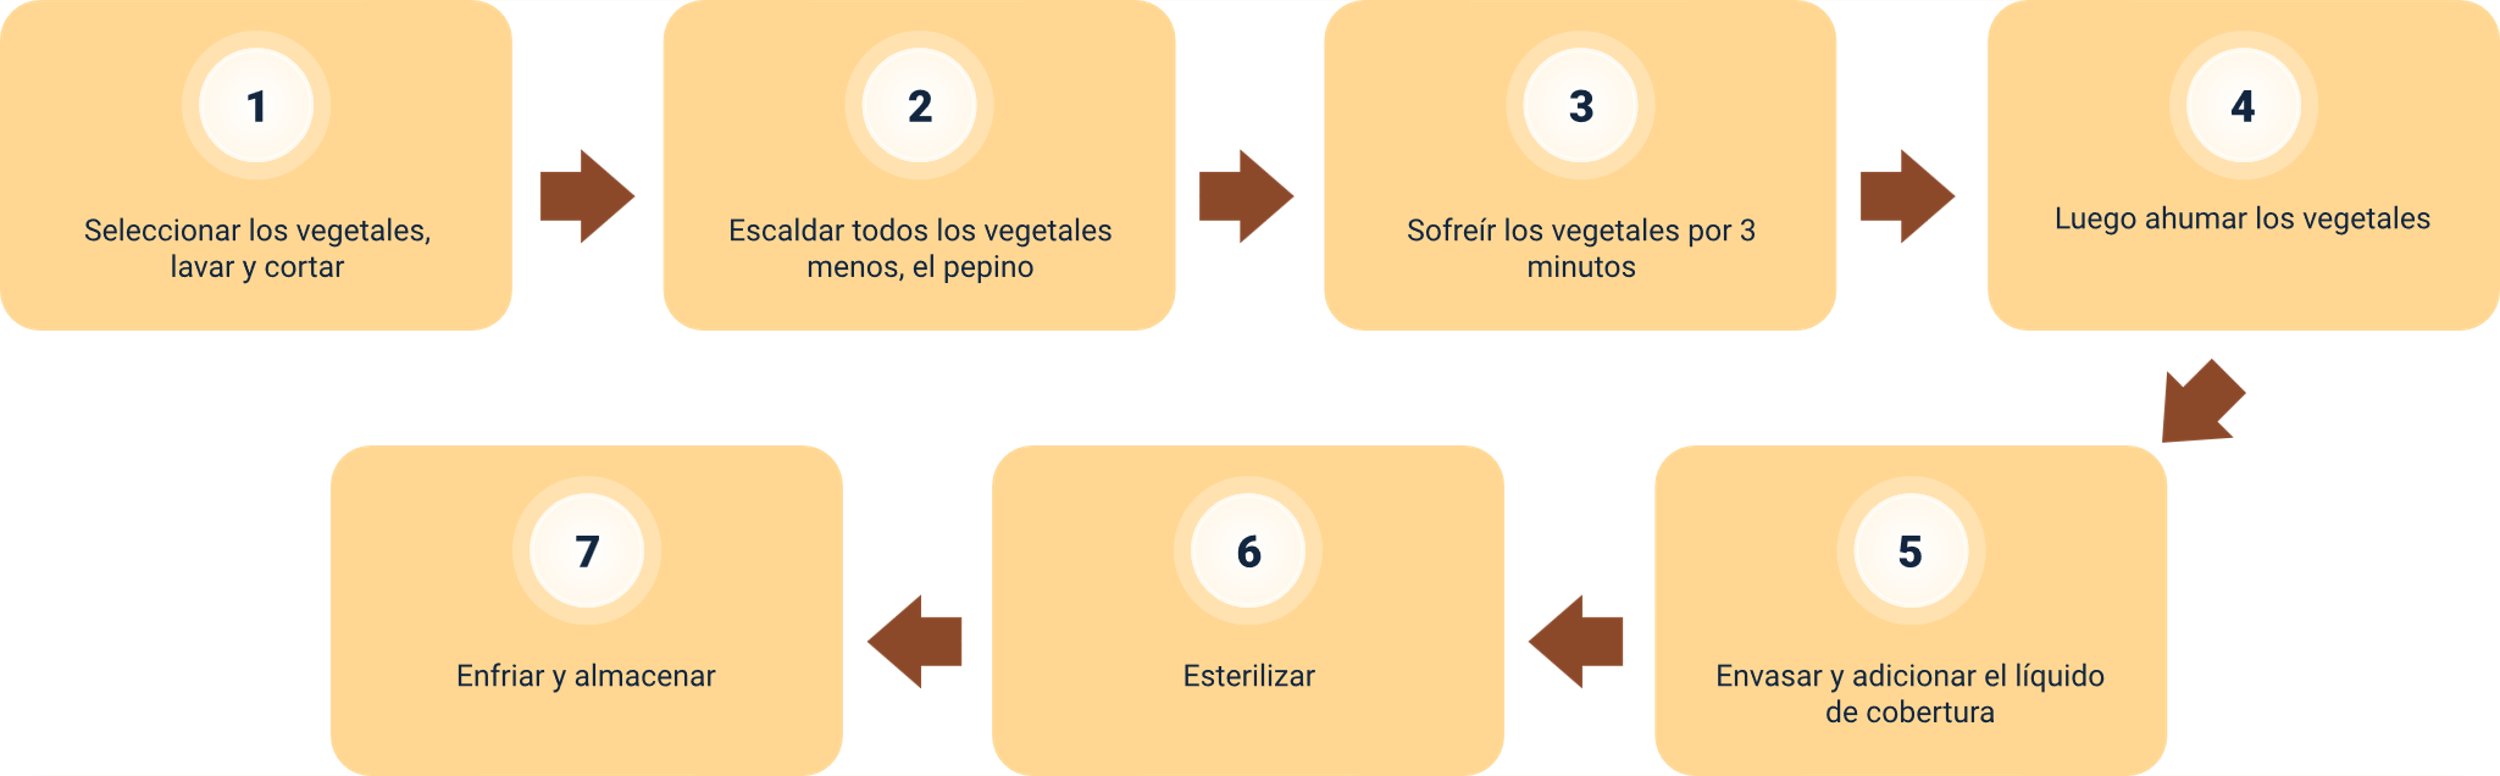 1
Seleccionar los vegetales,
lavar y cortar
2
Escaldar todos los vegetales
menos, el pepino
3
Sofreír los vegetales por 3
minutos
4
Luego ahumar los vegetales
5
Envasar y adicionar el líquido
de cobertura
6
Esterilizar
7
Enfriar y almacenar